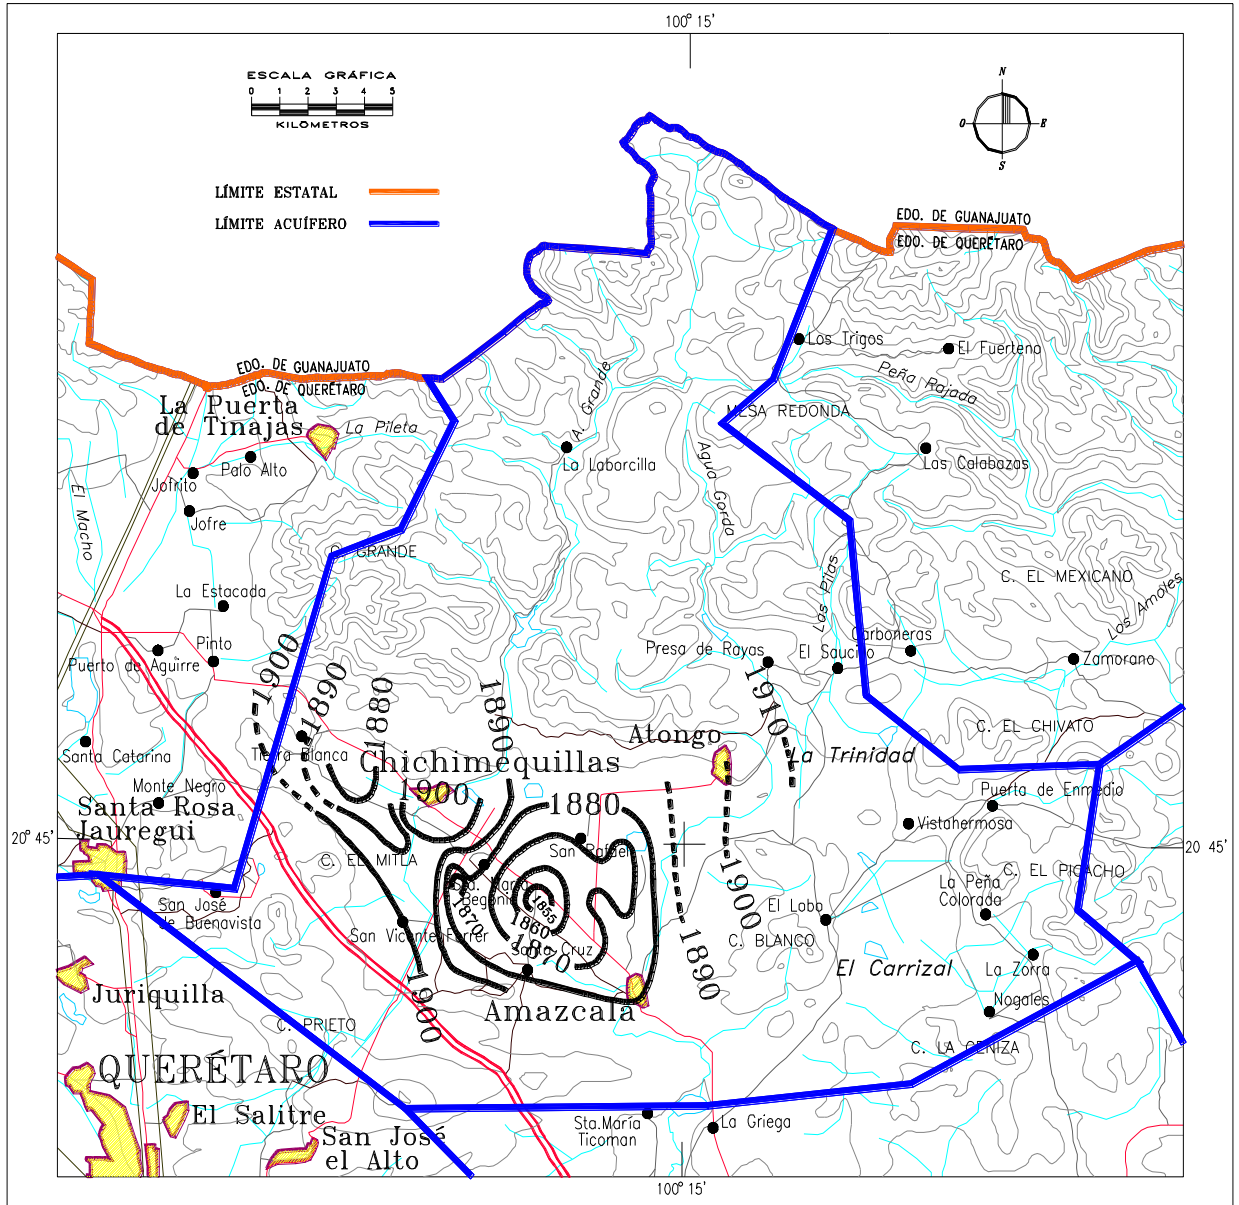 100° 15'
ESCALA GRÁFICA
0 1 2 3 4 5
KILÓMETROS
N
O E
S
LÍMITE ESTATAL
LÍMITE ACUÍFERO
EDO. DE GUANAJUATO
EDO. DE QUERÉTARO
Los Trigos
El Fuerteno
EDO. DE GUANAJUATO
EDO. DE QUERÉTARO
Peña Rajada
La Puerta
de Tinajas
La Pileta
A. Grande
MESA REDONDA
Palo Alto
La Laborcilla
Agua Gorda
Las Calabazas
Jofrito
El Macho
Jofre
GRANDE
C. EL MEXICANO
La Estacada
Las Pilas
Los Amoles
Pinto
Puerto de Aguirre
Presa de Rayas
El Saucillo
Carboneras
Zamorano
1900
1890
1880
1890
1910
Santa Catarina
Tierra Blanca
Chichimequillas
Atongo
La Trinidad
C. EL CHIVATO
Monte Negro
1900
1880
Puerta de Enmedio
Santa Rosa
Jauregui
Vistahermosa
20° 45'
20° 45'
C. EL MITLA
San Rafael
C. EL PICACHO
Sta. María
Begoña
1855
La Peña
Colorada
San José
de Buenavista
1870
1860
1900
El Lobo
San Vicente Ferrer
Santa Cruz
1870
1890
C. BLANCO
El Carrizal
La Zorra
Juriquilla
1900
Amazcala
Nogales
C. PRIETO
C. LA CENIZA
QUERÉTARO
El Salitre
Sta.María
Ticoman
La Griega
San José
el Alto
100° 15'